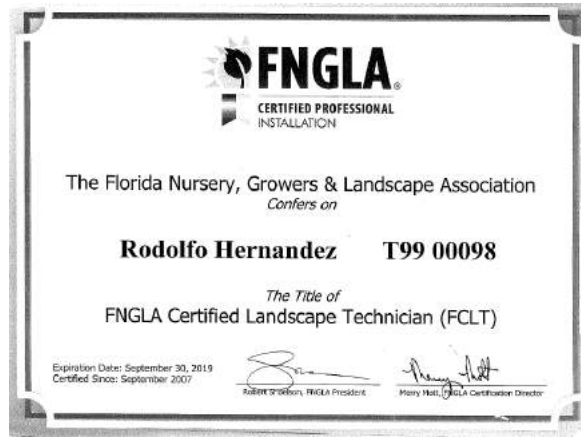 FNGLA®
CERTIFIED PROFESSIONAL
INSTALLATION
The Florida Nursery, Growers & Landscape Association
Confers on
Rodolfo Hernandez T99 00098
The Title of
FNGLA Certified Landscape Technician (FCLT)
Expiration Date: September 30, 2019
Certified Since: September 2007
Robert FNGLA President
Merry Mott, FNGLA Certification Director